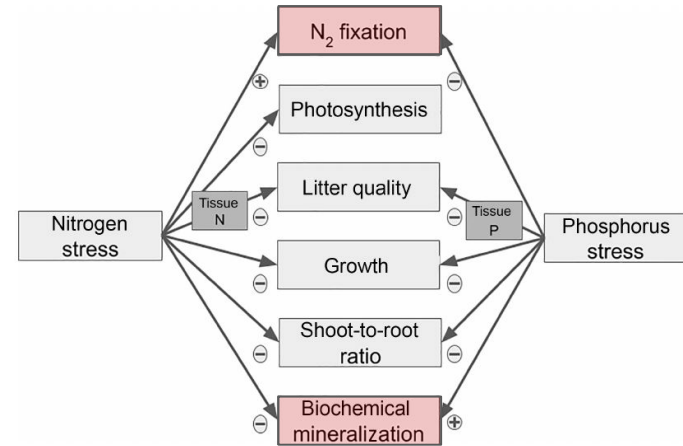 N2 fixation
+
−
Photosynthesis
−
Litter quality
Tissue
N
−
−
Tissue
P
Nitrogen
stress
Phosphorus
stress
Growth
−
−
Shoot-to-root
ratio
−
−
Biochemical
mineralization
−
+